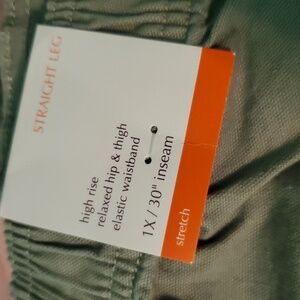 STRAIGHT LEG
high rise
relaxed hip & thigh
elastic waistband
1X / 30" inseam
stretch